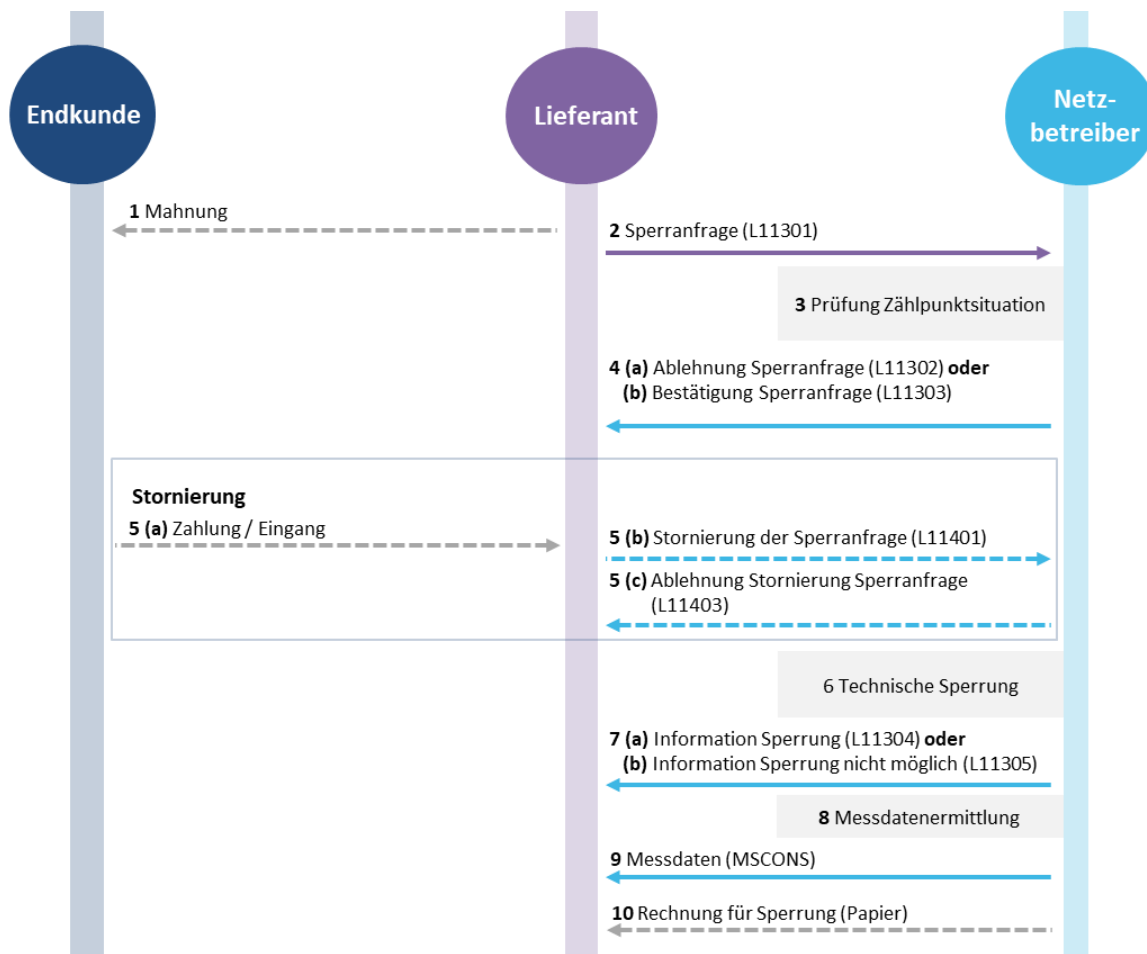 Endkunde
Lieferant
Netz-
betreiber
1 Mahnung
2 Sperranfrage (L11301)
3 Prüfung Zählpunktsituation
4 (a) Ablehnung Sperranfrage (L11302) oder
(b) Bestätigung Sperranfrage (L11303)
Stornierung
5 (a) Zahlung / Eingang
5 (b) Stornierung der Sperranfrage (L11401)
5 (c) Ablehnung Stornierung Sperranfrage
(L11403)
6 Technische Sperrung
7 (a) Information Sperrung (L11304) oder
(b) Information Sperrung nicht möglich (L11305)
8 Messdatenermittlung
9 Messdaten (MSCONS)
10 Rechnung für Sperrung (Papier)